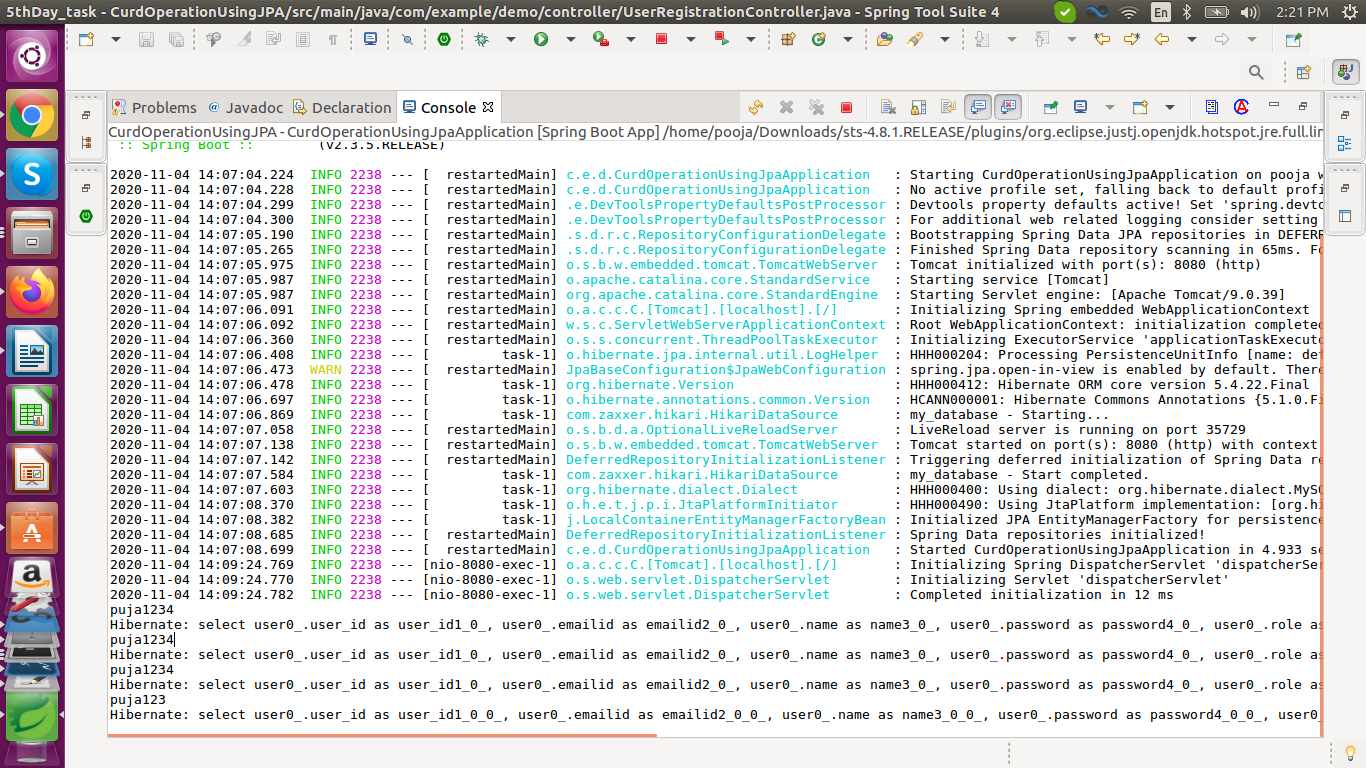 5thDay_task - CurdOperationUsingJPA/src/main/java/com/example/demo/controller/UserRegistrationController.java - Spring Tool Suite 4
En
2:21 PM
Problems
@ Javadoc
Declaration
Console
CurdOperationUsingJPA - CurdOperationUsingJpaApplication [Spring Boot App] /home/pooja/Downloads/sts-4.8.1.RELEASE/plugins/org.eclipse.justj.openjdk.hotspot.jre.full.lin
:: Spring Boot :: (v2.3.5.RELEASE)
2020-11-04 14:07:04.224 INFO 2238 --- [ restartedMain] c.e.d.CurdOperationUsingJpaApplication : Starting CurdOperationUsingJpaApplication on pooja w
2020-11-04 14:07:04.228 INFO 2238 --- [ restartedMain] c.e.d.CurdOperationUsingJpaApplication : No active profile set, falling back to default profi
2020-11-04 14:07:04.299 INFO 2238 --- [ restartedMain] .e.DevToolsPropertyDefaultsPostProcessor : Devtools property defaults active! Set 'spring.devto
2020-11-04 14:07:04.300 INFO 2238 --- [ restartedMain] .e.DevToolsPropertyDefaultsPostProcessor : For additional web related logging consider setting
2020-11-04 14:07:05.190 INFO 2238 --- [ restartedMain] .s.d.r.c.RepositoryConfigurationDelegate : Bootstrapping Spring Data JPA repositories in DEFERR
2020-11-04 14:07:05.265 INFO 2238 --- [ restartedMain] .s.d.r.c.RepositoryConfigurationDelegate : Finished Spring Data repository scanning in 65ms. Fo
2020-11-04 14:07:05.975 INFO 2238 --- [ restartedMain] o.s.b.w.embedded.tomcat.TomcatWebServer : Tomcat initialized with port(s): 8080 (http)
2020-11-04 14:07:05.987 INFO 2238 --- [ restartedMain] o.apache.catalina.core.StandardService : Starting service [Tomcat]
2020-11-04 14:07:05.987 INFO 2238 --- [ restartedMain] org.apache.catalina.core.StandardEngine : Starting Servlet engine: [Apache Tomcat/9.0.39]
2020-11-04 14:07:06.091 INFO 2238 --- [ restartedMain] o.a.c.c.C.[Tomcat].[localhost].[/] : Initializing Spring embedded WebApplicationContext
2020-11-04 14:07:06.092 INFO 2238 --- [ restartedMain] w.s.c.ServletWebServerApplicationContext : Root WebApplicationContext: initialization completed
2020-11-04 14:07:06.360 INFO 2238 --- [ restartedMain] o.s.s.concurrent.ThreadPoolTaskExecutor : Initializing ExecutorService 'applicationTaskExecuto
2020-11-04 14:07:06.408 INFO 2238 --- [ task-1] o.hibernate.jpa.internal.util.LogHelper : HHH000204: Processing PersistenceUnitInfo [name: def
2020-11-04 14:07:06.473 WARN 2238 --- [ restartedMain] JpaBaseConfiguration$JpaWebConfiguration : spring.jpa.open-in-view is enabled by default. There
2020-11-04 14:07:06.478 INFO 2238 --- [ task-1] org.hibernate.Version : HHH000412: Hibernate ORM core version 5.4.22.Final
2020-11-04 14:07:06.697 INFO 2238 --- [ task-1] o.hibernate.annotations.common.Version : HCANN000001: Hibernate Commons Annotations {5.1.0.Fi
2020-11-04 14:07:06.869 INFO 2238 --- [ task-1] com.zaxxer.hikari.HikariDataSource : my_database - Starting...
2020-11-04 14:07:07.058 INFO 2238 --- [ restartedMain] o.s.b.d.a.OptionalLiveReloadServer : LiveReload server is running on port 35729
2020-11-04 14:07:07.138 INFO 2238 --- [ restartedMain] o.s.b.w.embedded.tomcat.TomcatWebServer : Tomcat started on port(s): 8080 (http) with context
2020-11-04 14:07:07.142 INFO 2238 --- [ restartedMain] DeferredRepositoryInitializationListener : Triggering deferred initialization of Spring Data re
2020-11-04 14:07:07.584 INFO 2238 --- [ task-1] com.zaxxer.hikari.HikariDataSource : my_database - Start completed.
2020-11-04 14:07:07.603 INFO 2238 --- [ task-1] org.hibernate.dialect.Dialect : HHH000400: Using dialect: org.hibernate.dialect.MySQ
2020-11-04 14:07:08.370 INFO 2238 --- [ task-1] o.h.e.t.j.p.i.JtaPlatformInitiator : HHH000490: Using JtaPlatform implementation: [org.hi
2020-11-04 14:07:08.382 INFO 2238 --- [ task-1] j.LocalContainerEntityManagerFactoryBean : Initialized JPA EntityManagerFactory for persistence
2020-11-04 14:07:08.685 INFO 2238 --- [ restartedMain] DeferredRepositoryInitializationListener : Spring Data repositories initialized!
2020-11-04 14:07:08.699 INFO 2238 --- [ restartedMain] c.e.d.CurdOperationUsingJpaApplication : Started CurdOperationUsingJpaApplication in 4.933 se
2020-11-04 14:09:24.769 INFO 2238 --- [nio-8080-exec-1] o.a.c.c.C.[Tomcat].[localhost].[/] : Initializing Spring DispatcherServlet 'dispatcherSer
2020-11-04 14:09:24.770 INFO 2238 --- [nio-8080-exec-1] o.s.web.servlet.DispatcherServlet : Initializing Servlet 'dispatcherServlet'
2020-11-04 14:09:24.782 INFO 2238 --- [nio-8080-exec-1] o.s.web.servlet.DispatcherServlet : Completed initialization in 12 ms
puja1234
Hibernate: select user0_.user_id as user_id1_0_, user0_.emailid as emailid2_0_, user0_.name as name3_0_, user0_.password as password4_0_, user0_.role as
puja1234
Hibernate: select user0_.user_id as user_id1_0_, user0_.emailid as emailid2_0_, user0_.name as name3_0_, user0_.password as password4_0_, user0_.role as
puja1234
Hibernate: select user0_.user_id as user_id1_0_, user0_.emailid as emailid2_0_, user0_.name as name3_0_, user0_.password as password4_0_, user0_.role as
puja123
Hibernate: select user0_.user_id as user_id1_0_0_, user0_.emailid as emailid2_0_0_, user0_.name as name3_0_0_, user0_.password as password4_0_0_, user0_